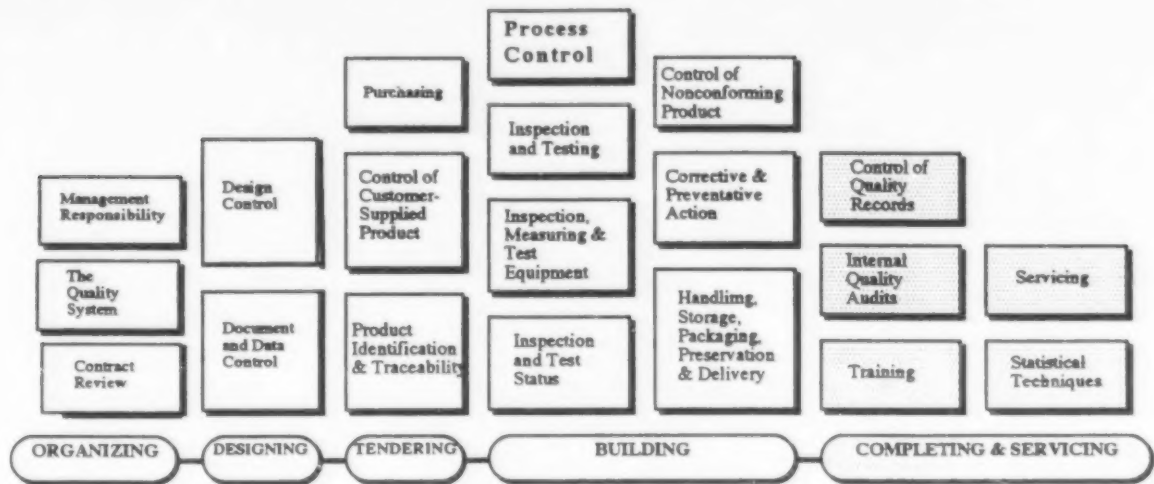 Management
Responsibility
The
Quality
System
Contract
Review
Design
Control
Document
and Data
Control
Purchasing
Control of
Customer-
Supplied
Product
Product
Identification
& Traceability
Process
Control
Inspection
and Testing
Inspection,
Measuring &
Test
Equipment
Inspection
and Test
Status
Control of
Nonconforming
Product
Corrective &
Preventative
Action
Handling,
Storage,
Packaging,
Preservation
& Delivery
Control of
Quality
Records
Internal
Quality
Audits
Training
Servicing
Statistical
Techniques
ORGANIZING
DESIGNING
TENDERING
BUILDING
COMPLETING & SERVICING